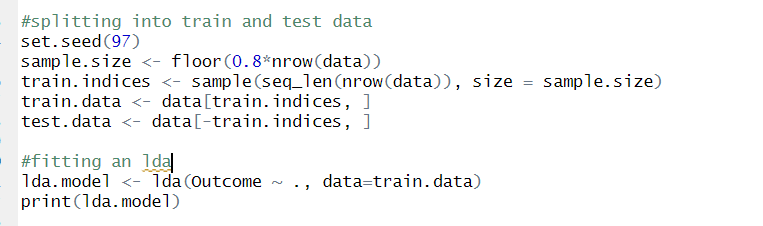 #splitting into train and test data
set.seed(97)
sample.size <- floor(0.8*nrow(data))
train.indices <- sample(seq_len(nrow(data)), size = sample.size)
train.data <- data[train.indices, ]
test.data <- data[-train.indices, ]
#fitting an lda
lda.model <- lda(Outcome ~ ., data=train.data)
print(lda.model)